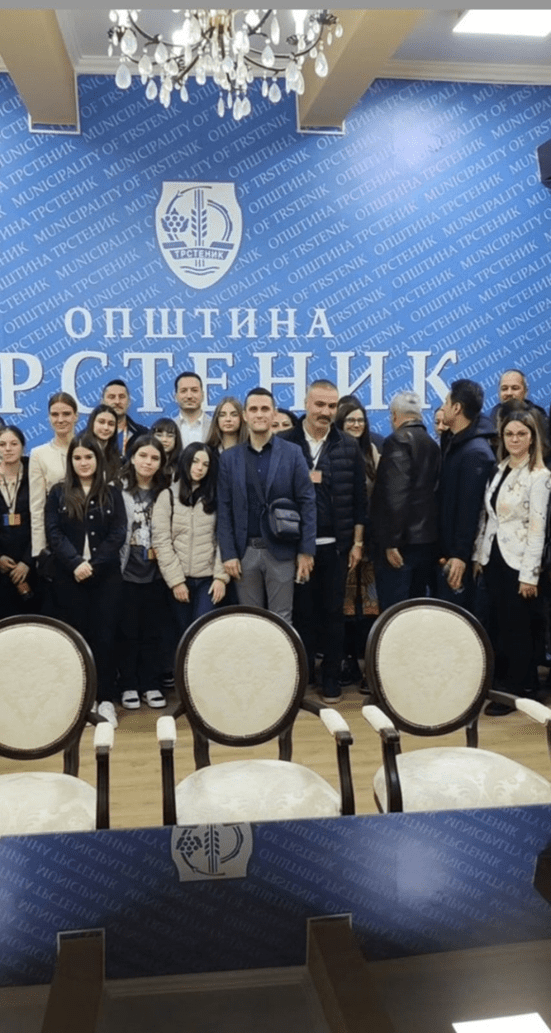 ТРСТЕНИК
ОПШТИНА
РСТЕНИК
ОПШТИНА ТРСТЕНИК
MUNICIPALITY OF TRSTENIK